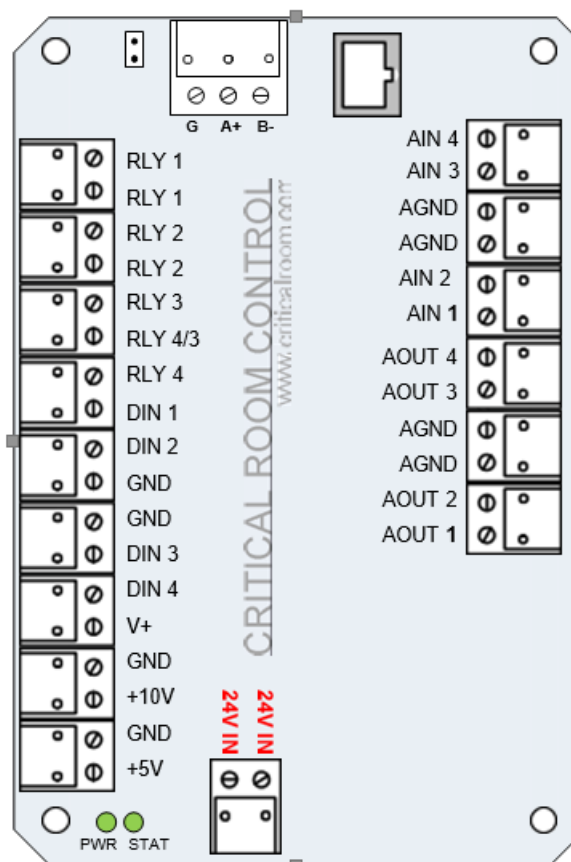 G A+ B-
RLY 1
RLY 1
RLY 2
RLY 2
RLY 3
RLY 4/3
RLY 4
DIN 1
DIN 2
GND
GND
DIN 3
DIN 4
V+
GND
+10V
GND
+5V
PWR STAT
CRITICAL ROOM CONTROL
www.criticalroom.com
24V IN
24V IN
AIN 4
AIN 3
AGND
AGND
AIN 2
AIN 1
AOUT 4
AOUT 3
AGND
AGND
AOUT 2
AOUT 1